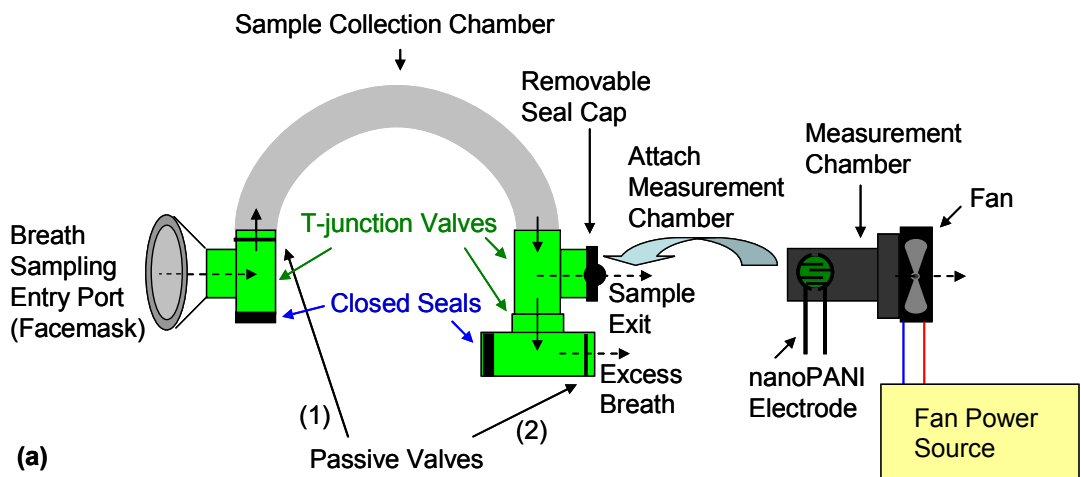 Sample Collection Chamber
Removable
Seal Cap
Attach
Measurement
Chamber
Measurement
Chamber
Fan
Breath
Sampling
Entry Port
(Facemask)
T-junction Valves
Closed Seals
Sample
Exit
Excess
Breath
nanoPANI
Electrode
Fan Power
Source
(1)
(2)
Passive Valves
(a)